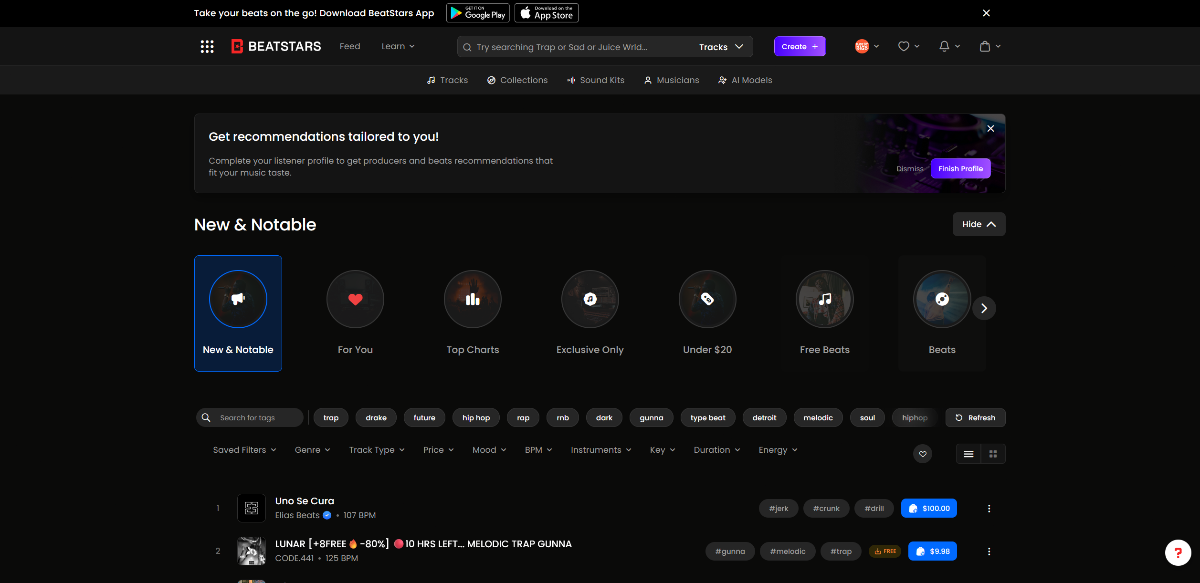 Take your beats on the go! Download BeatStars App
GET IT ON
Google Play
Download on the
App Store
BEATSTARS
Feed
Learn
Try searching Trap or Sad or Juice Wrld...
Tracks
Create +
Tracks
Collections
Sound Kits
Musicians
AI Models
Get recommendations tailored to you!
Complete your listener profile to get producers and beats recommendations that
fit your music taste.
Dismiss
Finish Profile
New & Notable
Hide
New & Notable
For You
Top Charts
Exclusive Only
Under $20
Free Beats
Beats
Search for tags
trap
drake
future
hip hop
rap
rnb
dark
gunna
type beat
detroit
melodic
soul
hiphop
Refresh
Saved Filters
Genre
Track Type
Price
Mood
BPM
Instruments
Key
Duration
Energy
1
Uno Se Cura
Elias Beats • 107 BPM
#jerk
#crunk
#drill
$100.00
2
LUNAR [+8FREE🔥-80%] 🔴10 HRS LEFT... MELODIC TRAP GUNNA
CODE.441 • 125 BPM
#gunna
#melodic
#trap
FREE
$9.98
?